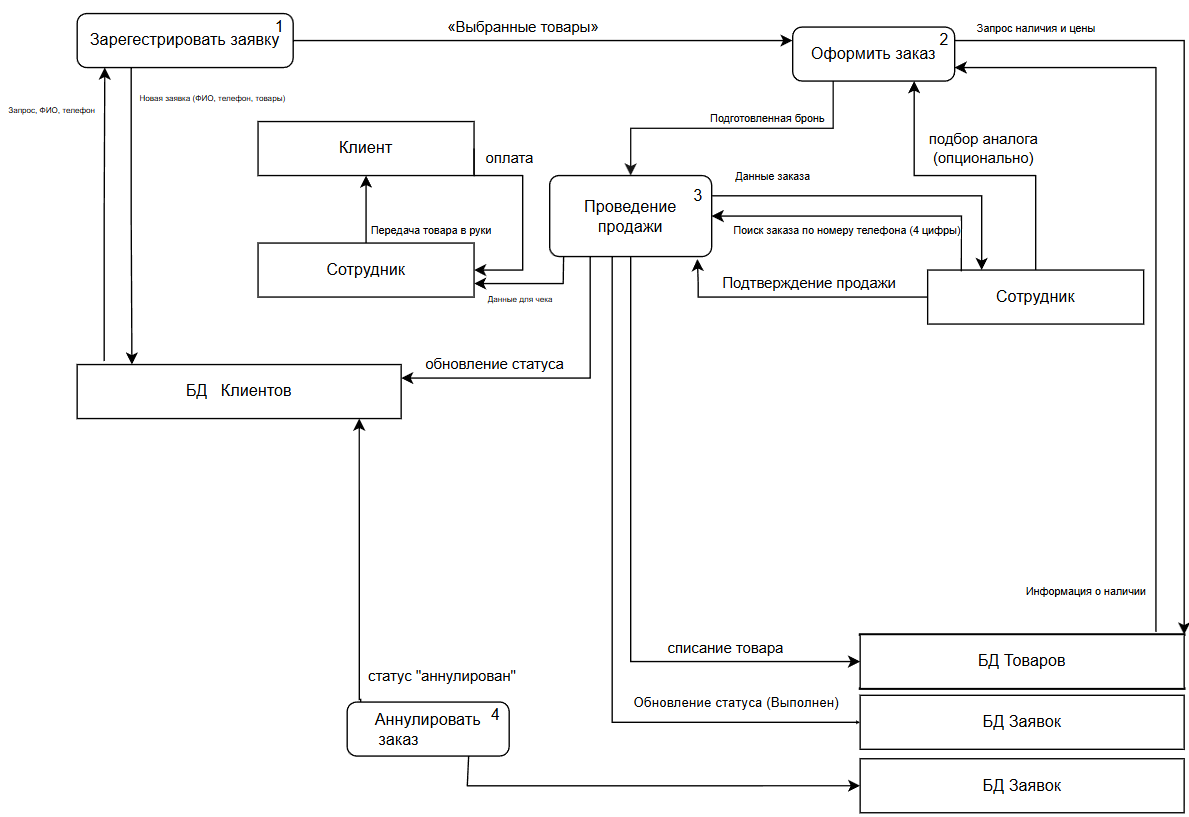 1
Зарегестрировать заявку
«Выбранные товары»
2
Оформить заказ
Запрос наличия и цены
Запрос, ФИО, телефон
Новая заявка (ФИО, телефон, товары)
Подготовленная бронь
Клиент
оплата
подбор аналога
(опционально)
Данные заказа
3
Проведение
продажи
Передача товара в руки
Поиск заказа по номеру телефона (4 цифры)
Сотрудник
Данные для чека
Подтверждение продажи
Сотрудник
обновление статуса
БД Клиентов
Информация о наличии
списание товара
БД Товаров
статус "аннулирован"
Обновление статуса (Выполнен)
4
Аннулировать
заказ
БД Заявок
БД Заявок